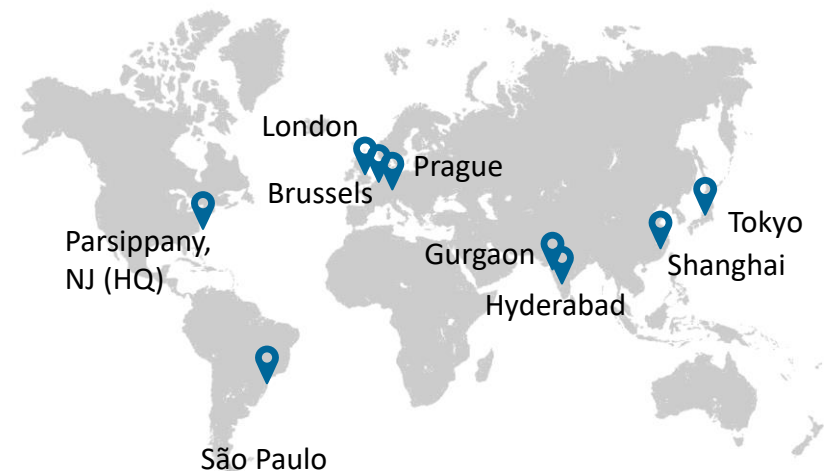 London
Prague
Brussels
Parsippany,
NJ (HQ)
Tokyo
Gurgaon
Shanghai
Hyderabad
São Paulo